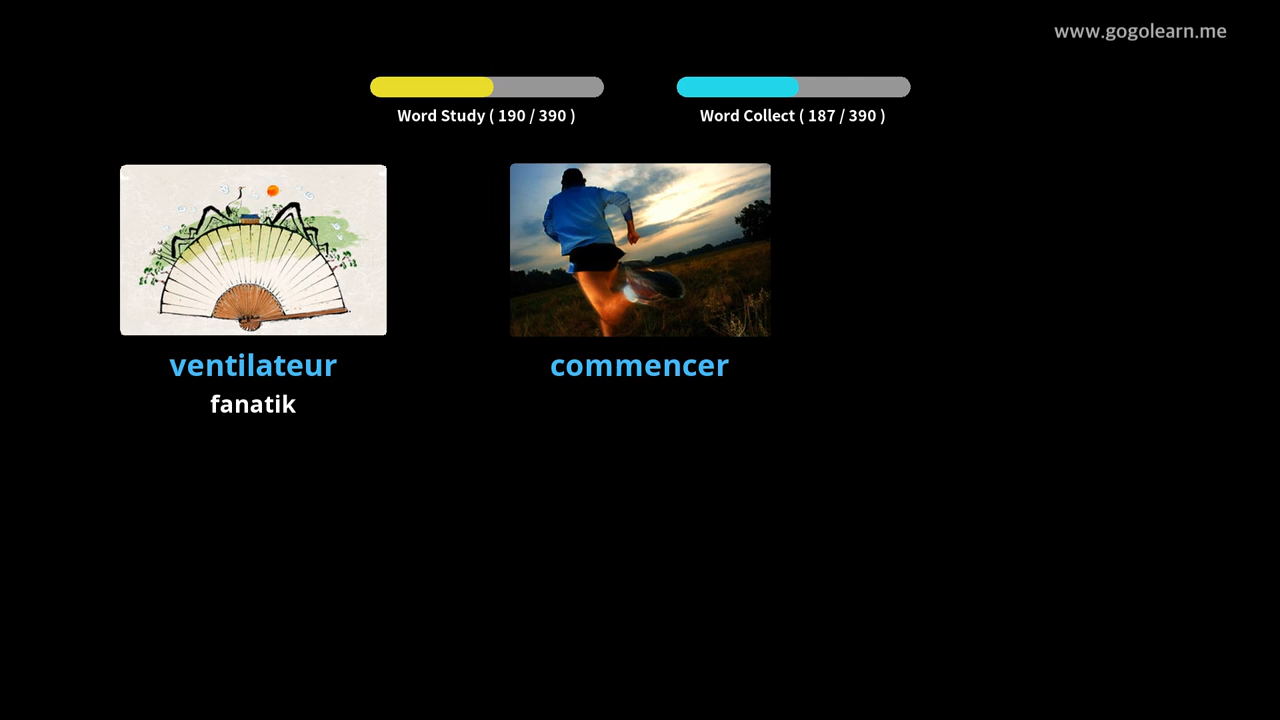 www.gogolearn.me
Word Study ( 190 / 390 )
Word Collect ( 187 / 390 )
ventilateur
commencer
fanatik